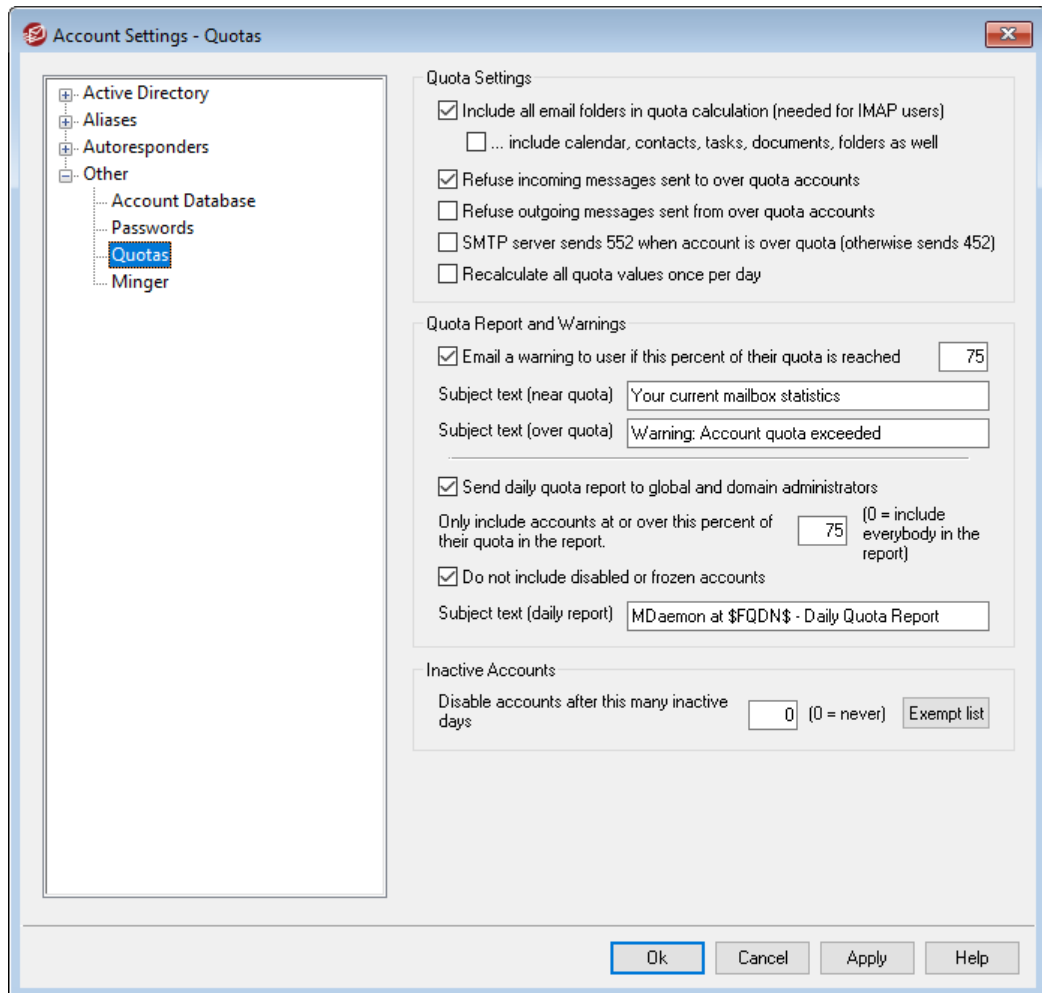 Account Settings - Quotas
Active Directory
Aliases
Autoresponders
Other
Account Database
Passwords
Quotas
Minger
Quota Settings
Include all email folders in quota calculation (needed for IMAP users)
... include calendar, contacts, tasks, documents, folders as well
Refuse incoming messages sent to over quota accounts
Refuse outgoing messages sent from over quota accounts
SMTP server sends 552 when account is over quota (otherwise sends 452)
Recalculate all quota values once per day
Quota Report and Warnings
Email a warning to user if this percent of their quota is reached 75
Subject text (near quota) Your current mailbox statistics
Subject text (over quota) Warning: Account quota exceeded
Send daily quota report to global and domain administrators
Only include accounts at or over this percent of
their quota in the report.
75
(0 = include
everybody in the
report)
Do not include disabled or frozen accounts
Subject text (daily report) MDaemon at $FQDN$ - Daily Quota Report
Inactive Accounts
Disable accounts after this many inactive
days
0 (0 = never) Exempt list
Ok Cancel Apply Help